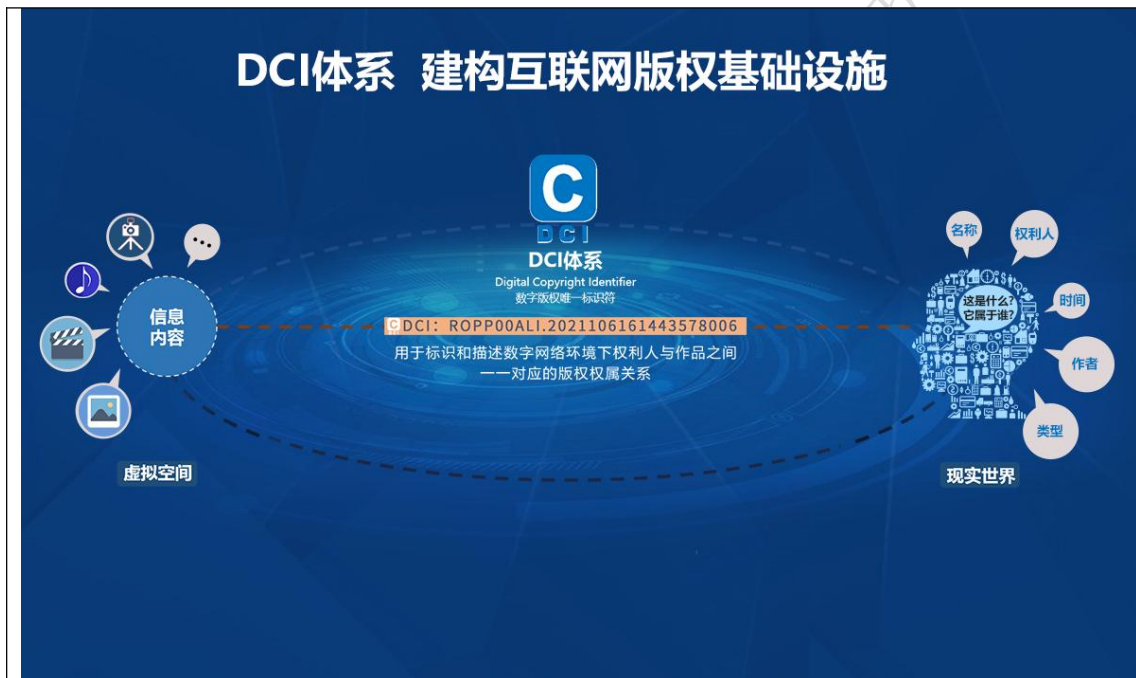 DCI体系 建构互联网版权基础设施
C
DCI
DCI体系
Digital Copyright Identifier
数字版权唯一标识符
DCI: ROPP00ALI.2021106161443578006
用于标识和描述数字网络环境下权利人与作品之间
一一对应的版权权属关系
信息
内容
虚拟空间
名称
权利人
这是什么?
它属于谁?
时间
作者
类型
现实世界